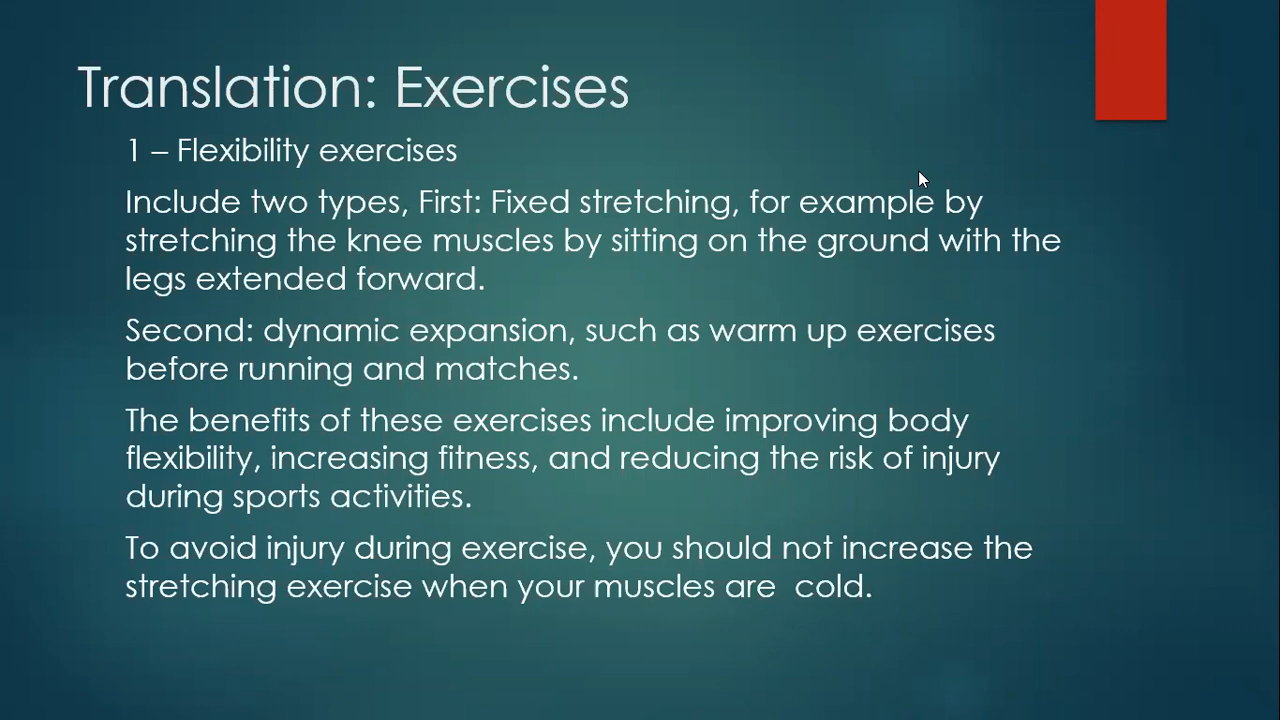 Translation: Exercises
1 – Flexibility exercises
Include two types, First: Fixed stretching, for example by
stretching the knee muscles by sitting on the ground with the
legs extended forward.
Second: dynamic expansion, such as warm up exercises
before running and matches.
The benefits of these exercises include improving body
flexibility, increasing fitness, and reducing the risk of injury
during sports activities.
To avoid injury during exercise, you should not increase the
stretching exercise when your muscles are  cold.